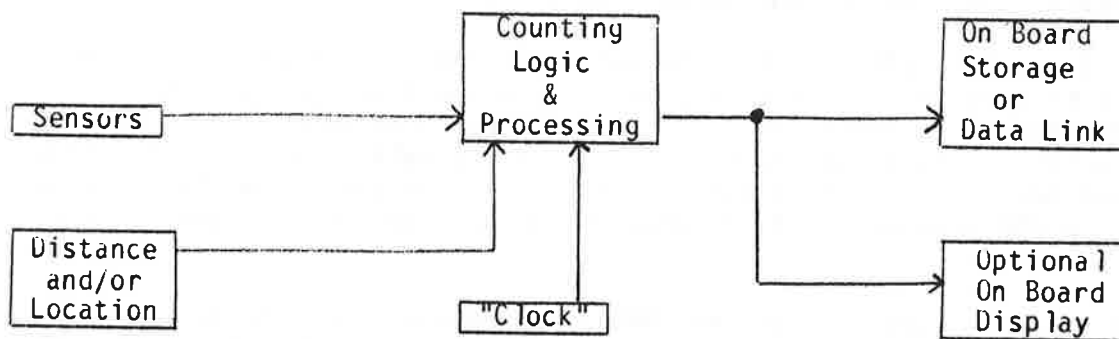 Counting
Logic
&
Processing
On Board
Storage
or
Data Link
Sensors
Distance
and/or
Location
"Clock"
Optional
On Board
Display